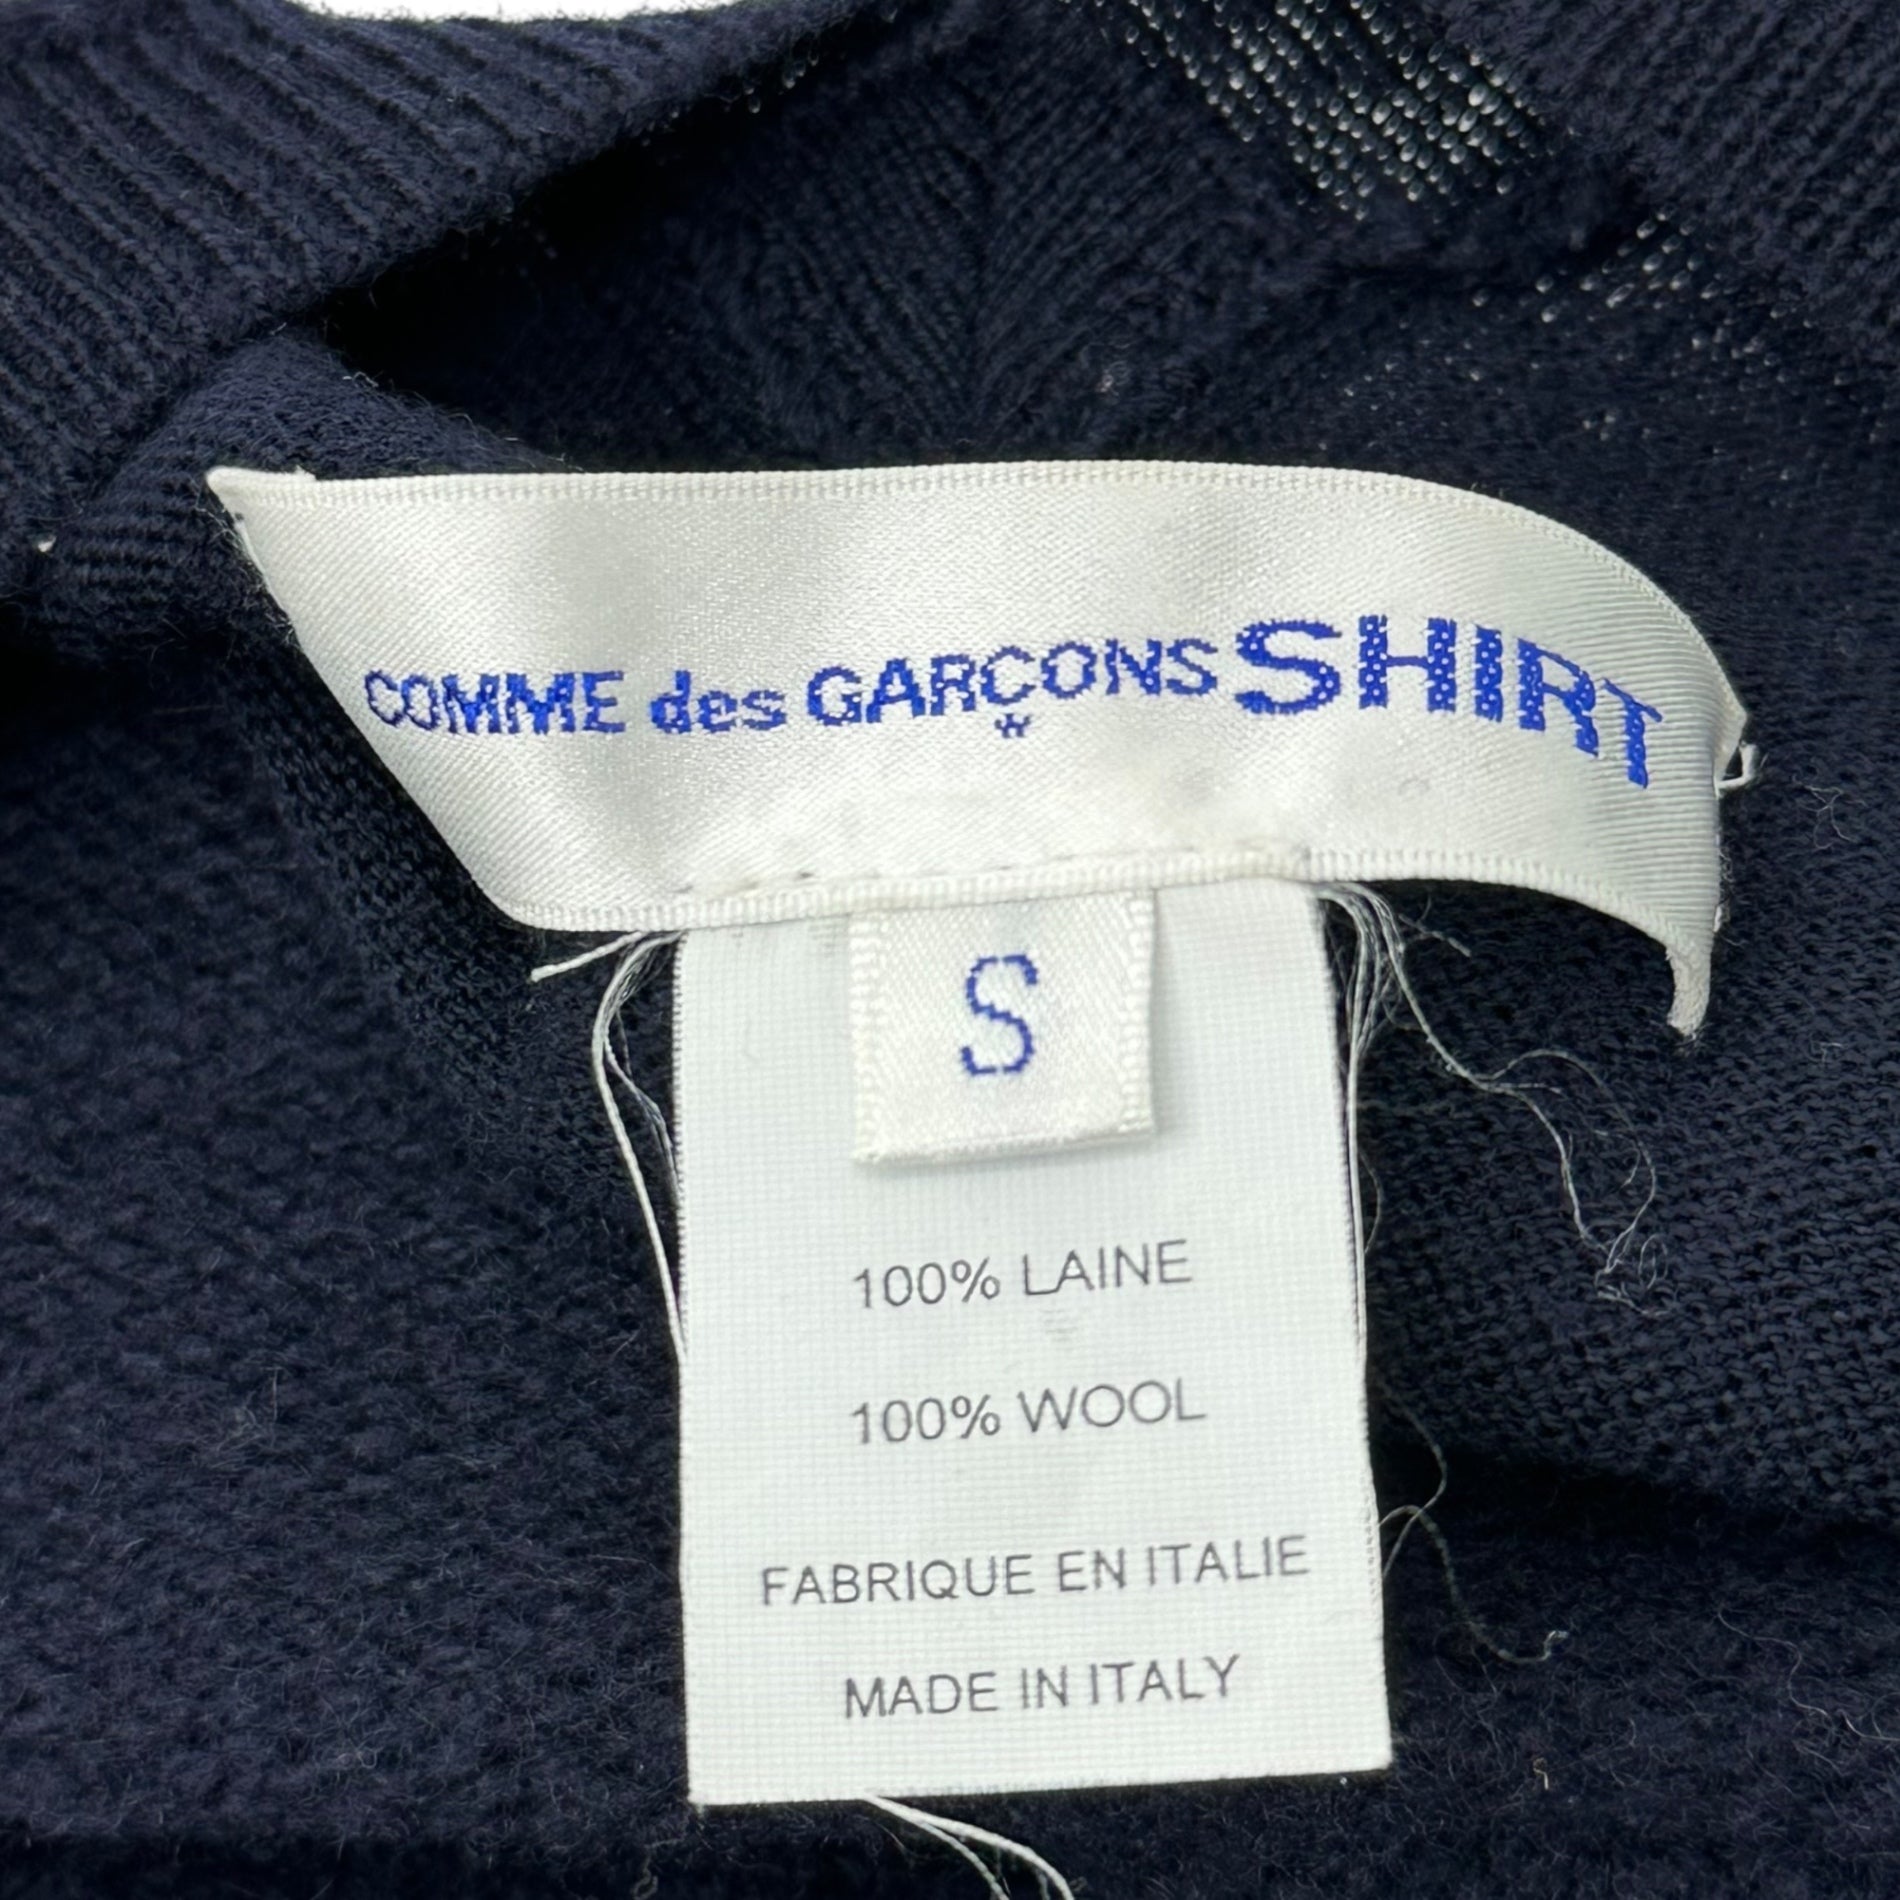 COMME des GARÇONS SHIRT
S
100% LAINE
100% WOOL
FABRIQUE EN ITALIE
MADE IN ITALY